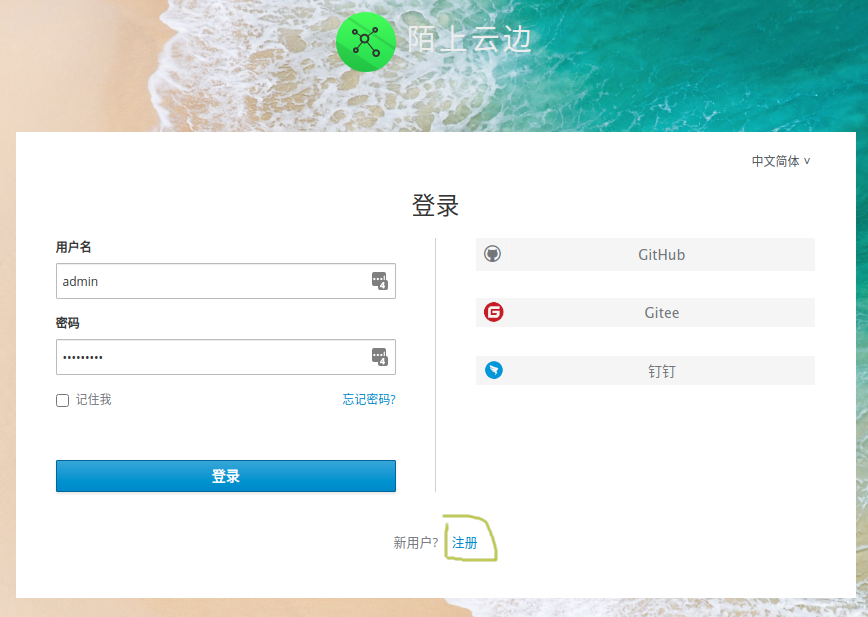 陌上云边
中文简体 ˅
登录
用户名
admin
密码
•••••••••
记住我
忘记密码?
登录
GitHub
Gitee
钉钉
新用户? 注册